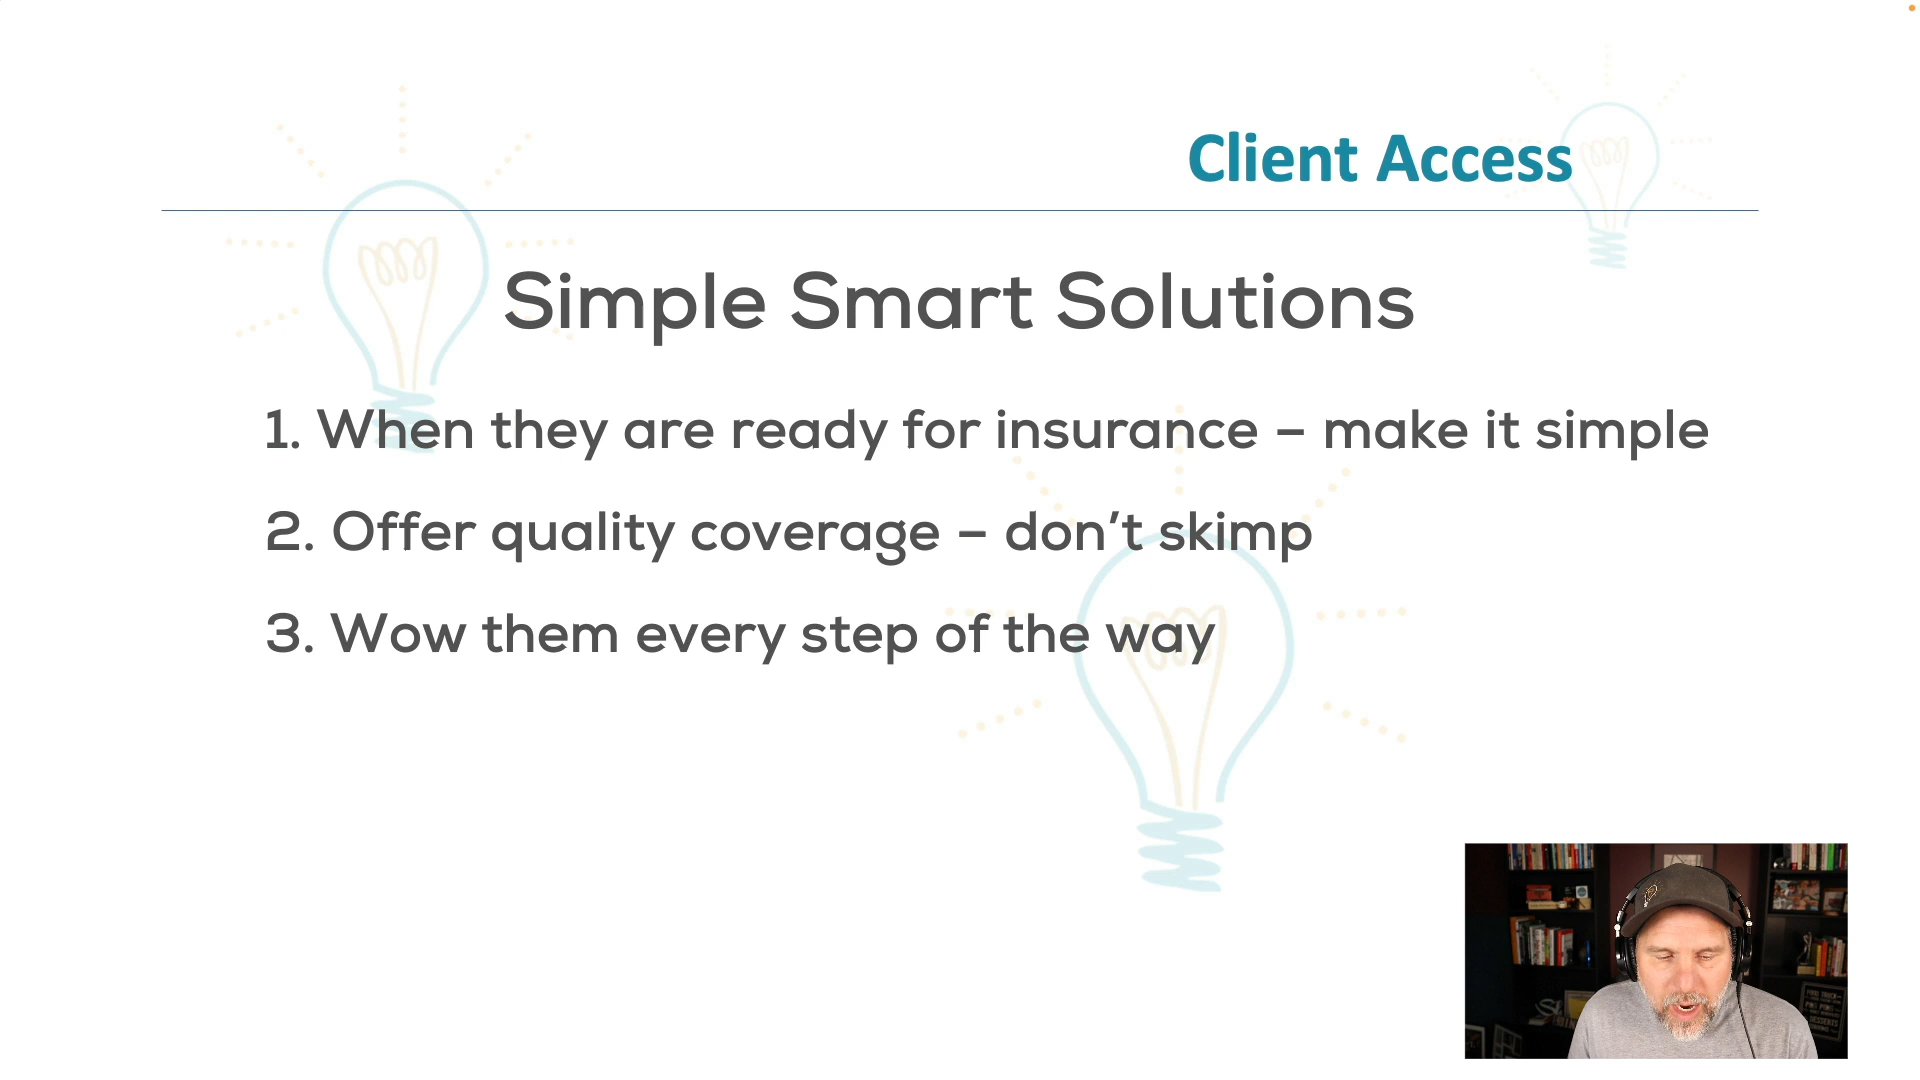 Client Access
Simple Smart Solutions
1. When they are ready for insurance – make it simple
2. Offer quality coverage – don’t skimp
3. Wow them every step of the way